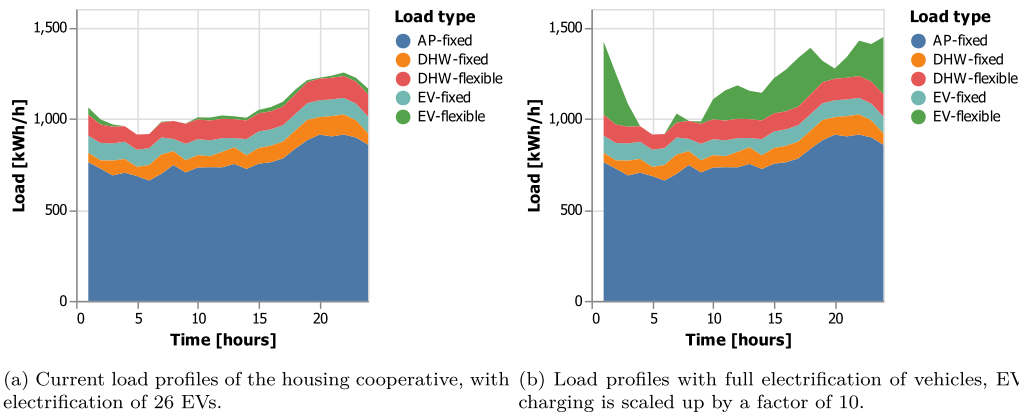 Load type
AP-fixed
DHW-fixed
DHW-flexible
EV-fixed
EV-flexible
1,500
1,000
500
0
Load [kWh/h]
0 5 10 15 20
Time [hours]
(a) Current load profiles of the housing cooperative, with
electrification of 26 EVs.
Load type
AP-fixed
DHW-fixed
DHW-flexible
EV-fixed
EV-flexible
1,500
1,000
500
0
Load [kWh/h]
0 5 10 15 20
Time [hours]
(b) Load profiles with full electrification of vehicles, EV
charging is scaled up by a factor of 10.